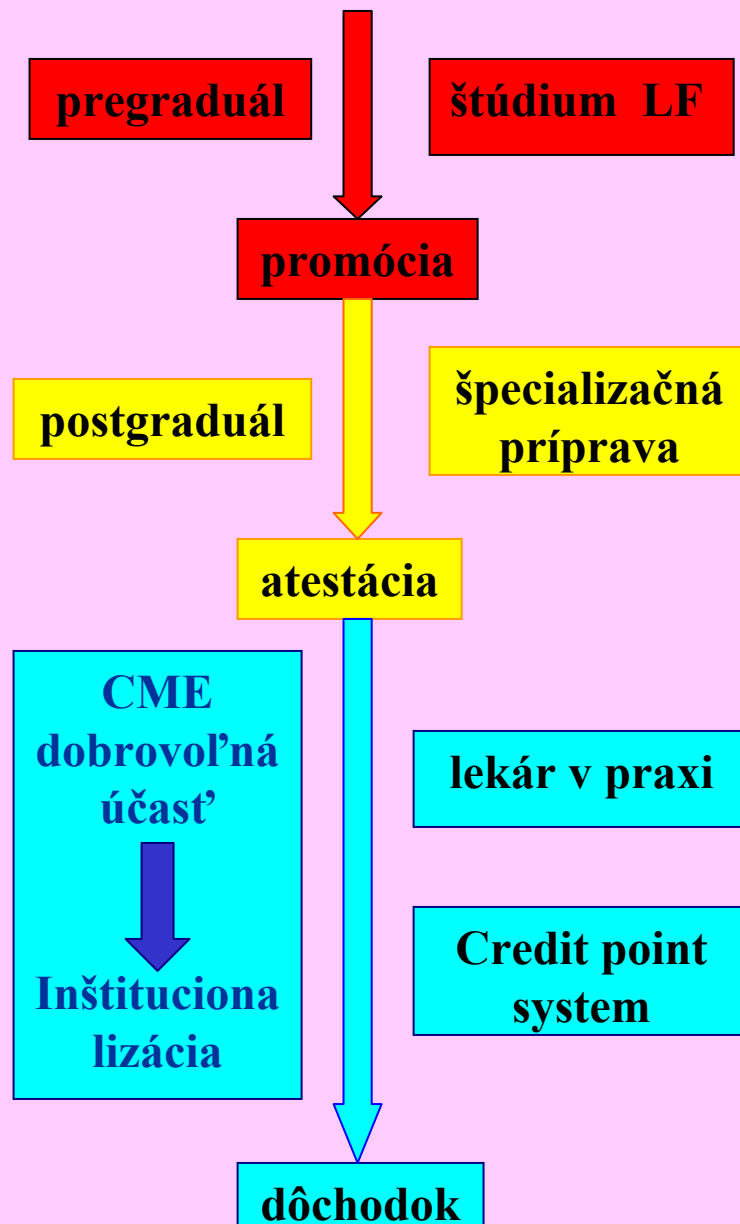 pregraduál
štúdium LF
promócia
postgraduál
špecializačná
príprava
atestácia
CME
dobrovoľná
účasť
Inštituciona
lizácia
lekár v praxi
Credit point
system
dôchodok